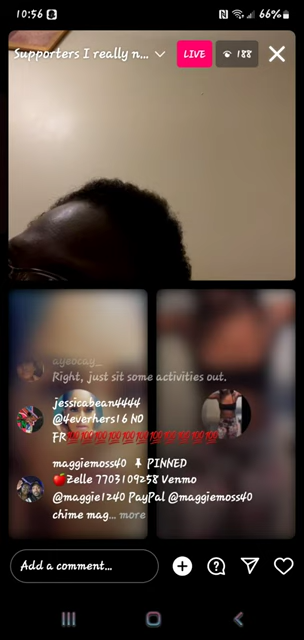 10:56 66%
Supporters I really n... LIVE 188
ayeocay_
Right, just sit some activities out.
jessicabean4444
@4everhers16 NO
FR💯💯💯💯💯💯💯💯💯💯💯💯
maggiemoss40 📌 PINNED
🍎Zelle 7703109258 Venmo
@maggie1240 PayPal @maggiemoss40
chime mag... more
Add a comment...